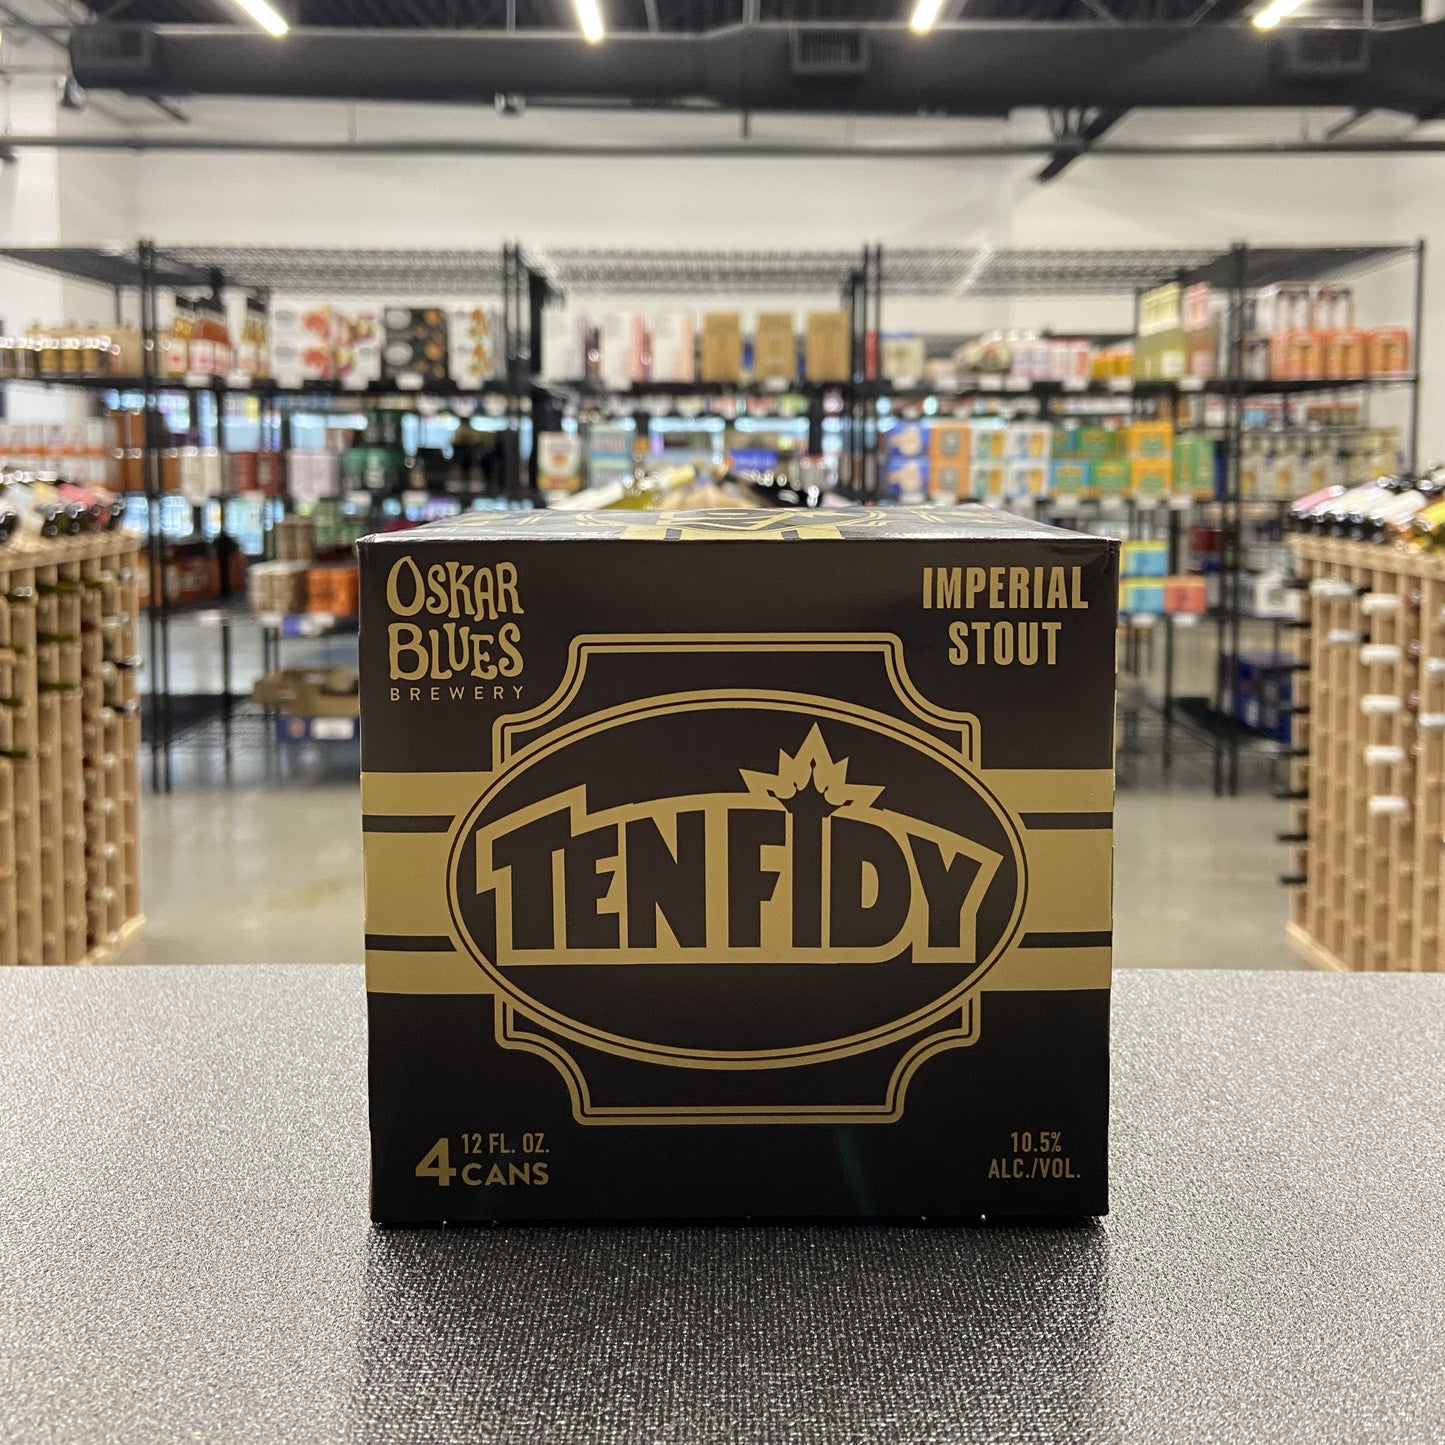 OSKAR
BLUES
BREWERY
IMPERIAL
STOUT
TENFIDY
4 12 FL. OZ.
CANS
10.5%
ALC./VOL.